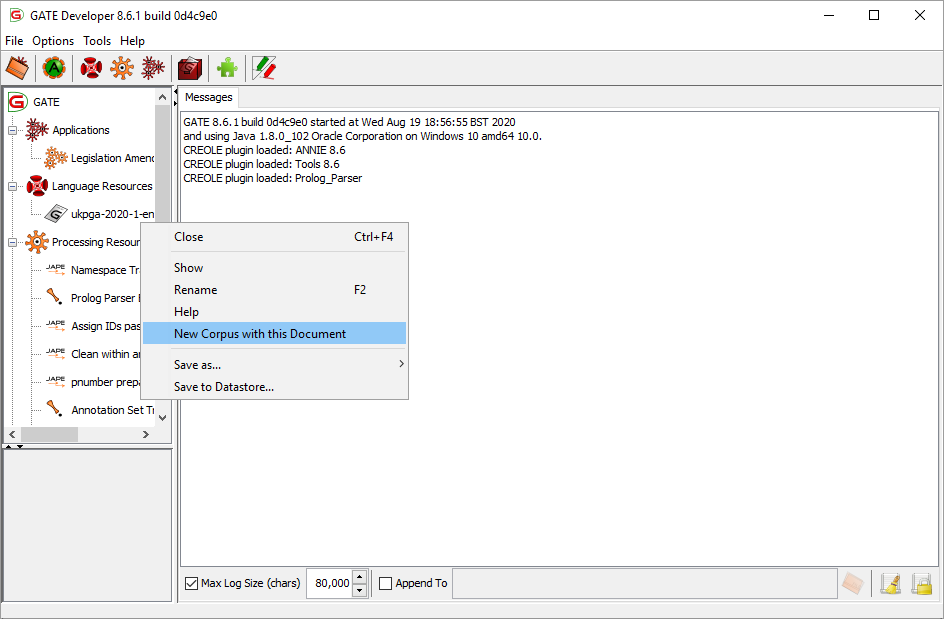 GATE Developer 8.6.1 build 0d4c9e0
File Options Tools Help
GATE
Applications
Legislation Amend
Language Resources
ukpga-2020-1-en
Processing Resour
JAPE Namespace Tr
Prolog Parser
JAPE Assign IDs pas
JAPE Clean within a
JAPE pnumber prepa
Annotation Set Tr
Close Ctrl+F4
Show
Rename F2
Help
New Corpus with this Document
Save as...
Save to Datastore...
Messages
GATE 8.6.1 build 0d4c9e0 started at Wed Aug 19 18:56:55 BST 2020
and using Java 1.8.0_102 Oracle Corporation on Windows 10 amd64 10.0.
CREOLE plugin loaded: ANNIE 8.6
CREOLE plugin loaded: Tools 8.6
CREOLE plugin loaded: Prolog_Parser
Max Log Size (chars) 80,000 Append To